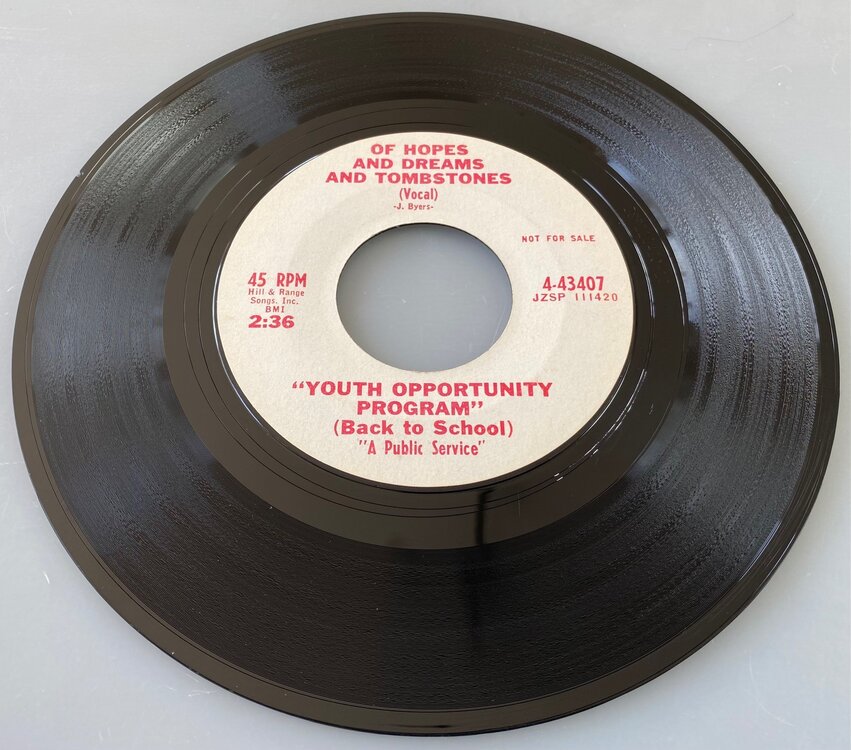 OF HOPES
AND DREAMS
AND TOMBSTONES
(Vocal)
-J. Byers-
NOT FOR SALE
45 RPM
Hill & Range
Songs, Inc.
BMI
2:36
4-43407
JZSP 111420
"YOUTH OPPORTUNITY
PROGRAM"
(Back to School)
"A Public Service"